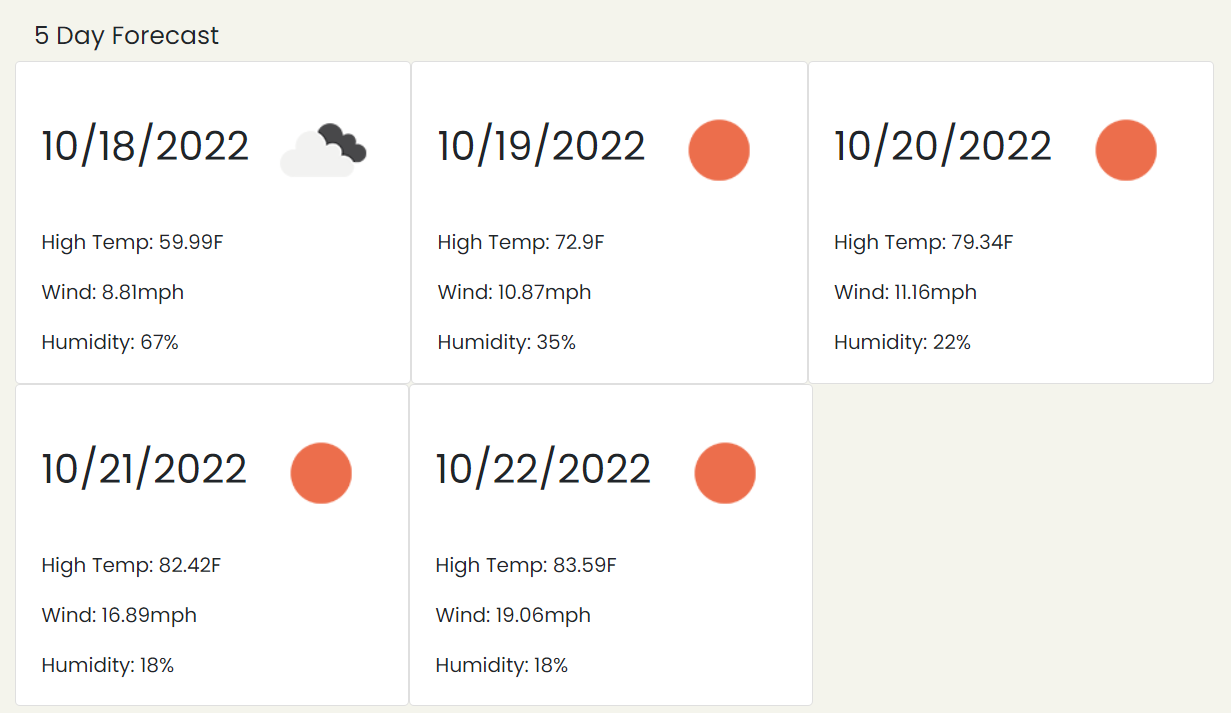 5 Day Forecast
10/18/2022
High Temp: 59.99F
Wind: 8.81mph
Humidity: 67%
10/19/2022
High Temp: 72.9F
Wind: 10.87mph
Humidity: 35%
10/20/2022
High Temp: 79.34F
Wind: 11.16mph
Humidity: 22%
10/21/2022
High Temp: 82.42F
Wind: 16.89mph
Humidity: 18%
10/22/2022
High Temp: 83.59F
Wind: 19.06mph
Humidity: 18%